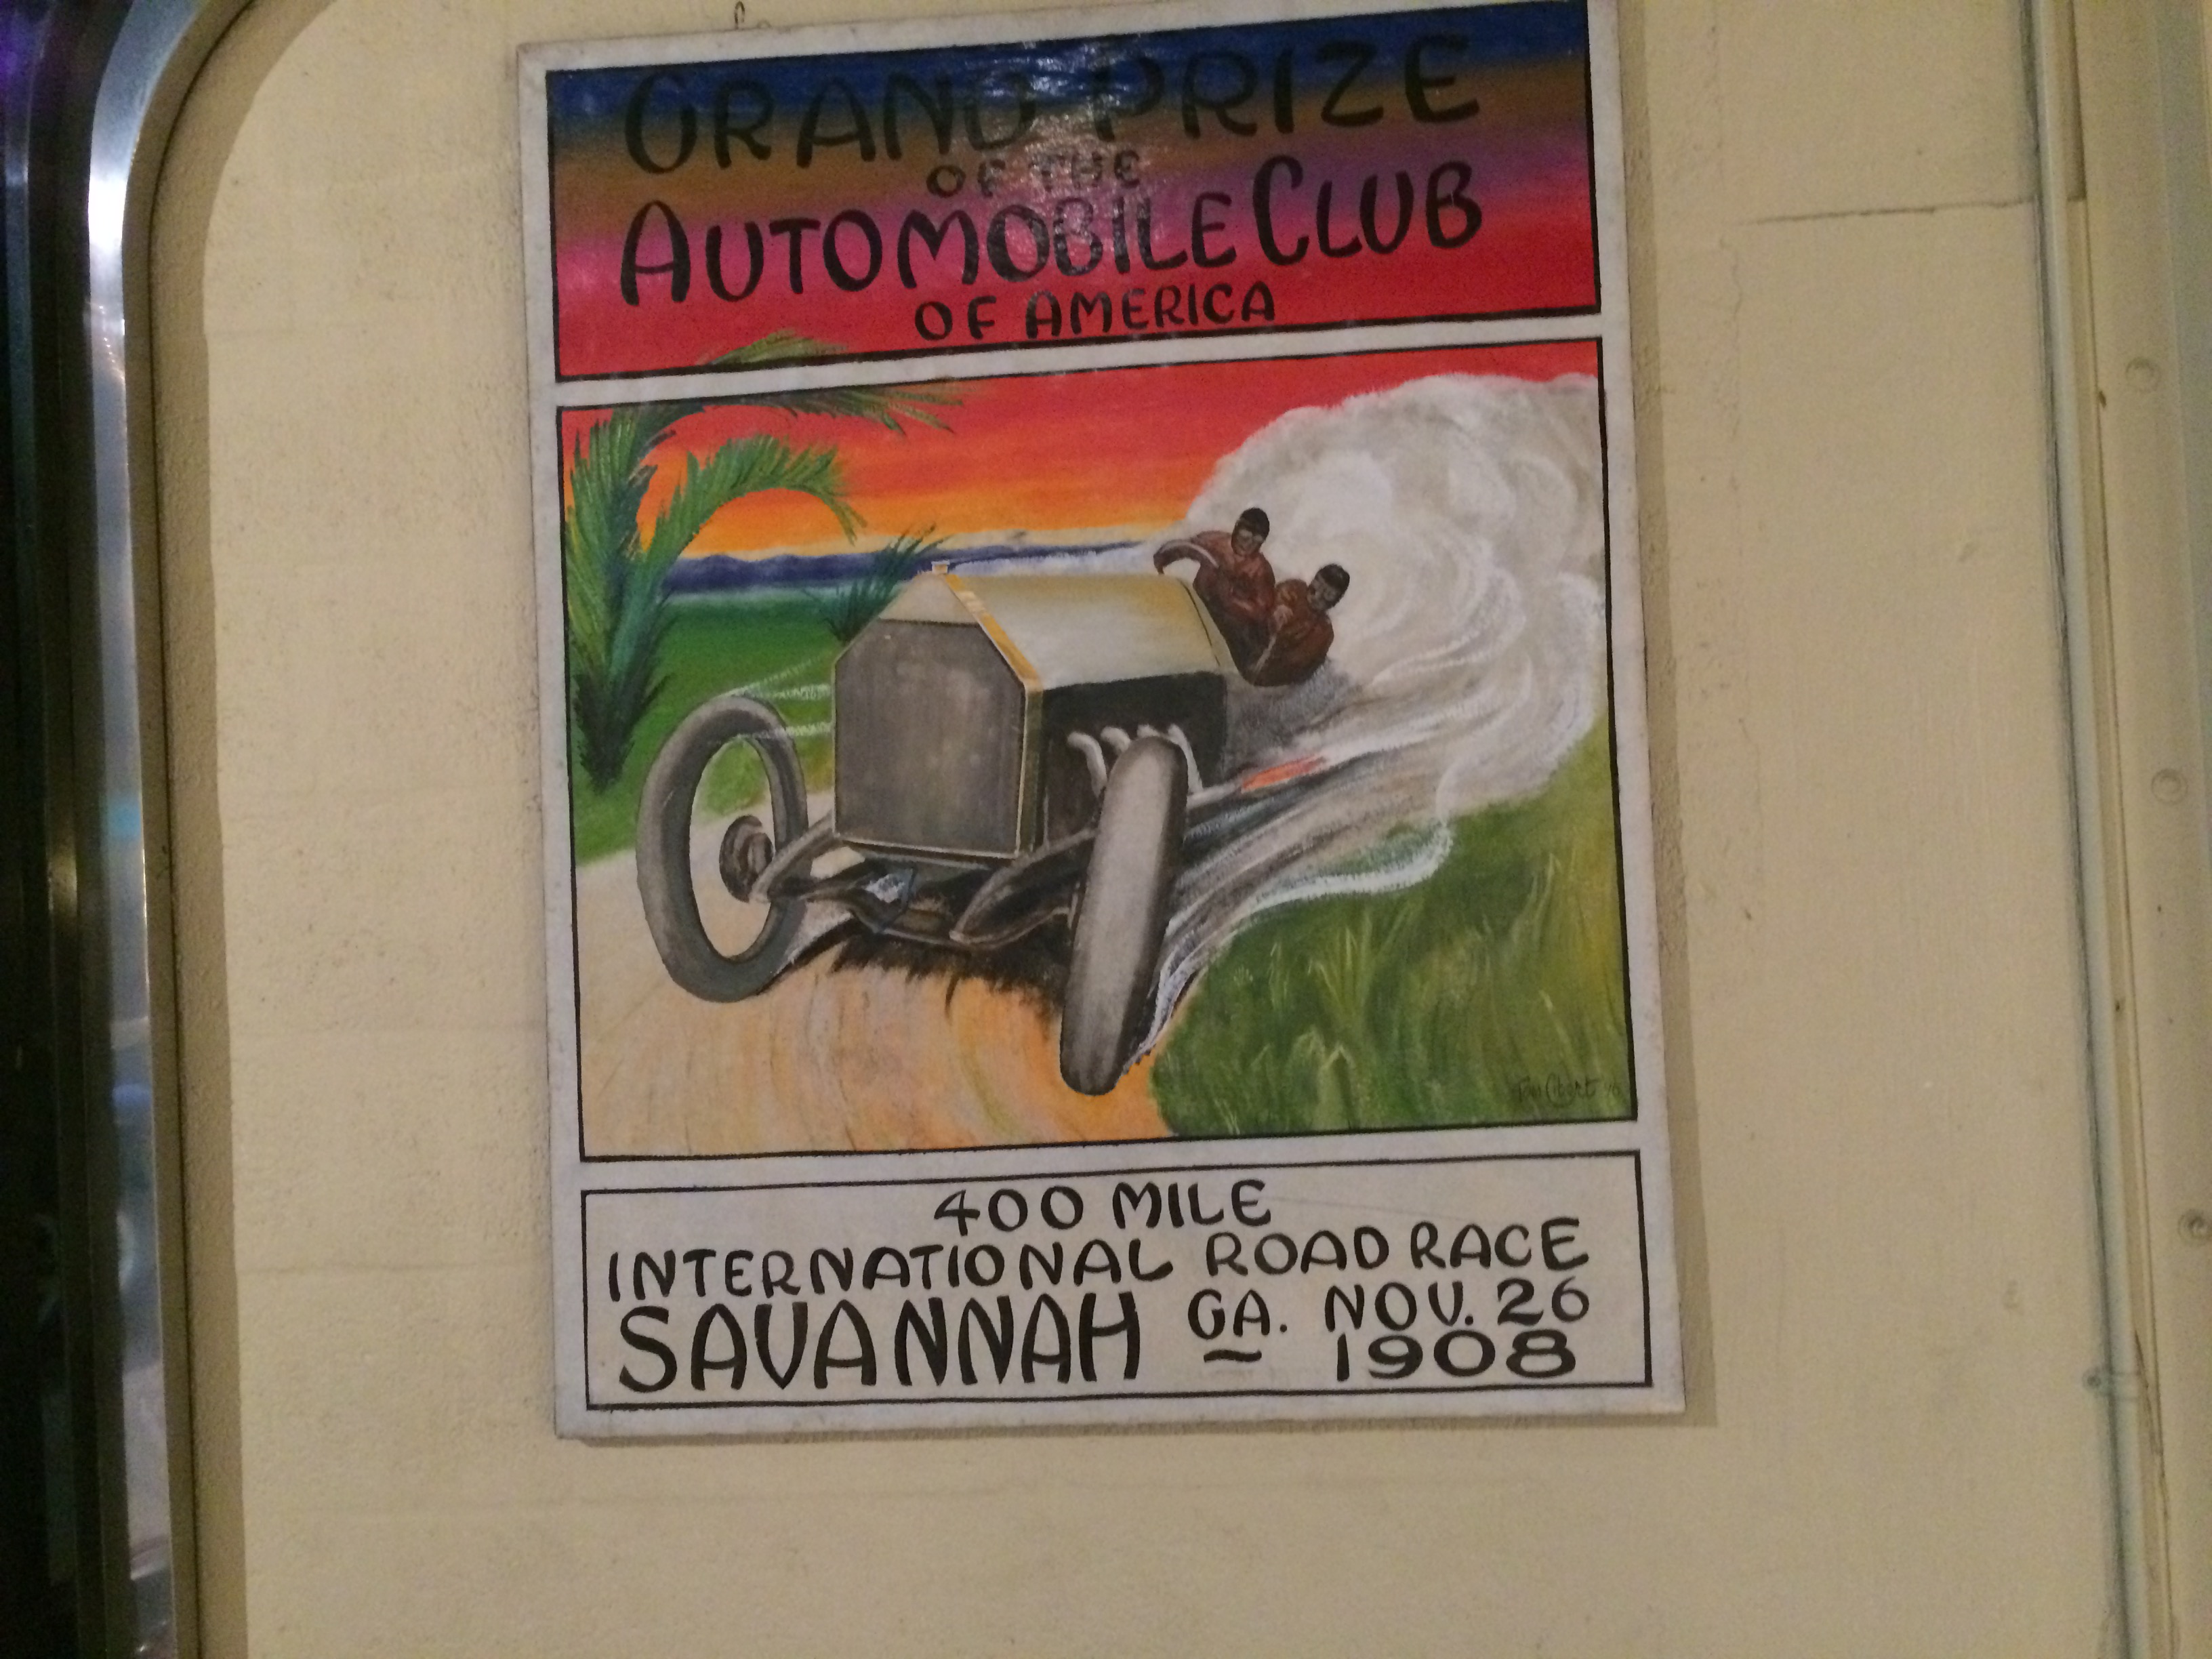 GRAND PRIZE
OF THE
AUTOMOBILE CLUB
OF AMERICA
400 MILE
INTERNATIONAL ROAD RACE
SAVANNAH GA. NOV. 26
1908